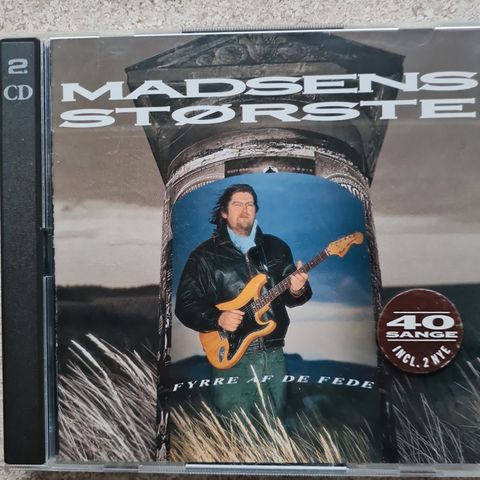 2
CD
MADSENS
STØRSTE
FYRRE AF DE FEDE
40
SANGE
INCL. 2 NYE